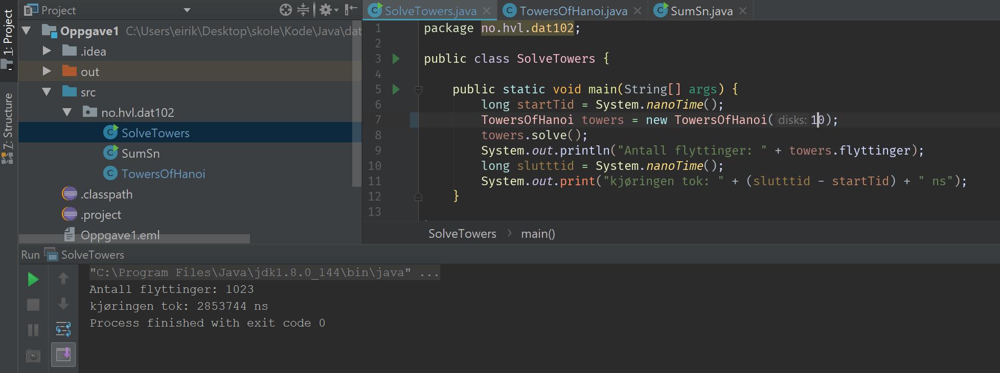 1: Project
7: Structure
Project
Oppgave1 C:\Users\eirik\Desktop\skole\Kode\Java\dat
.idea
out
src
no.hvl.dat102
SolveTowers
SumSn
TowersOfHanoi
.classpath
.project
Oppgave1.eml
SolveTowers.java TowersOfHanoi.java SumSn.java
1 package no.hvl.dat102;
2
3 public class SolveTowers {
4
5 public static void main(String[] args) {
6 long startTid = System.nanoTime();
7 TowersOfHanoi towers = new TowersOfHanoi( disks: 10);
8 towers.solve();
9 System.out.println("Antall flyttinger: " + towers.flyttinger);
10 long slutttid = System.nanoTime();
11 System.out.print("kjøringen tok: " + (slutttid - startTid) + " ns");
12 }
13
SolveTowers main()
Run SolveTowers
"C:\Program Files\Java\jdk1.8.0_144\bin\java" ...
Antall flyttinger: 1023
kjøringen tok: 2853744 ns
Process finished with exit code 0